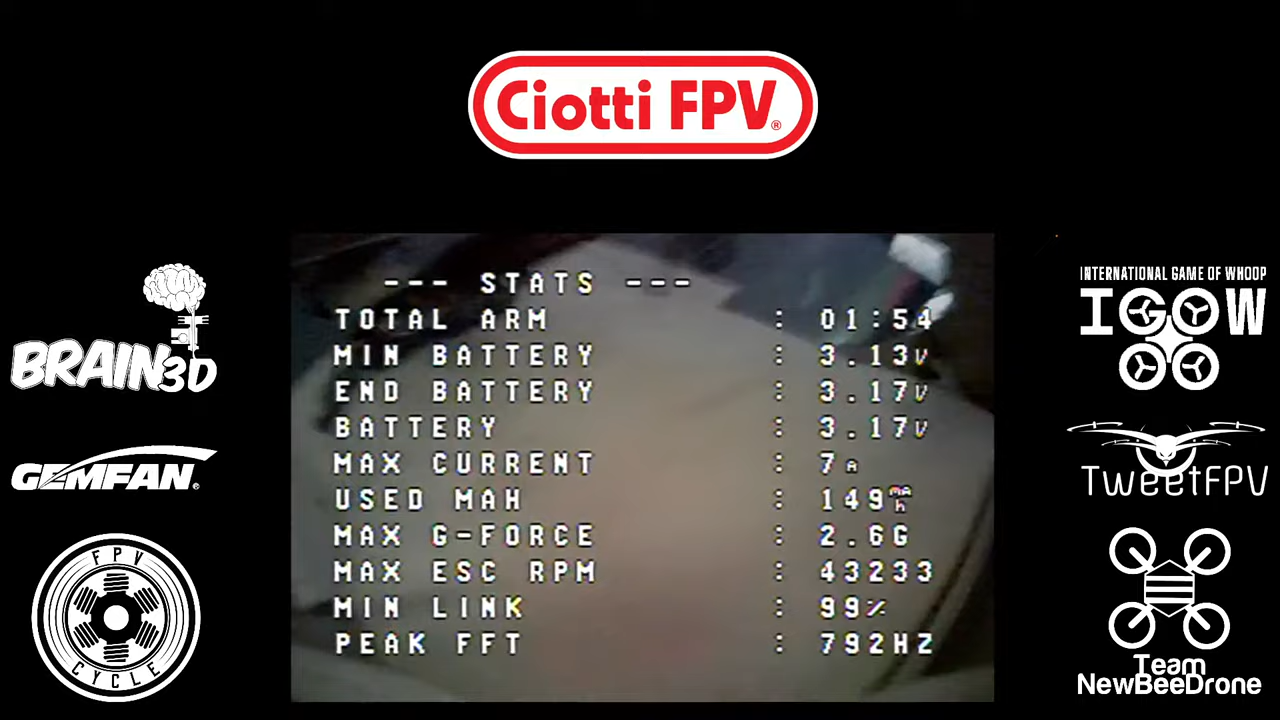 Ciotti FPV®
--- STATS ---
TOTAL ARM : 01:54
MIN BATTERY : 3.13V
END BATTERY : 3.17V
BATTERY : 3.17V
MAX CURRENT : 7A
USED MAH : 149mAh
MAX G-FORCE : 2.6G
MAX ESC RPM : 43233
MIN LINK : 99%
PEAK FFT : 792HZ
BRAIN3D
GEMFAN®
FPV
CYCLE
INTERNATIONAL GAME OF WHOOP
IGOW
TweetFPV
Team
NewBeeDrone